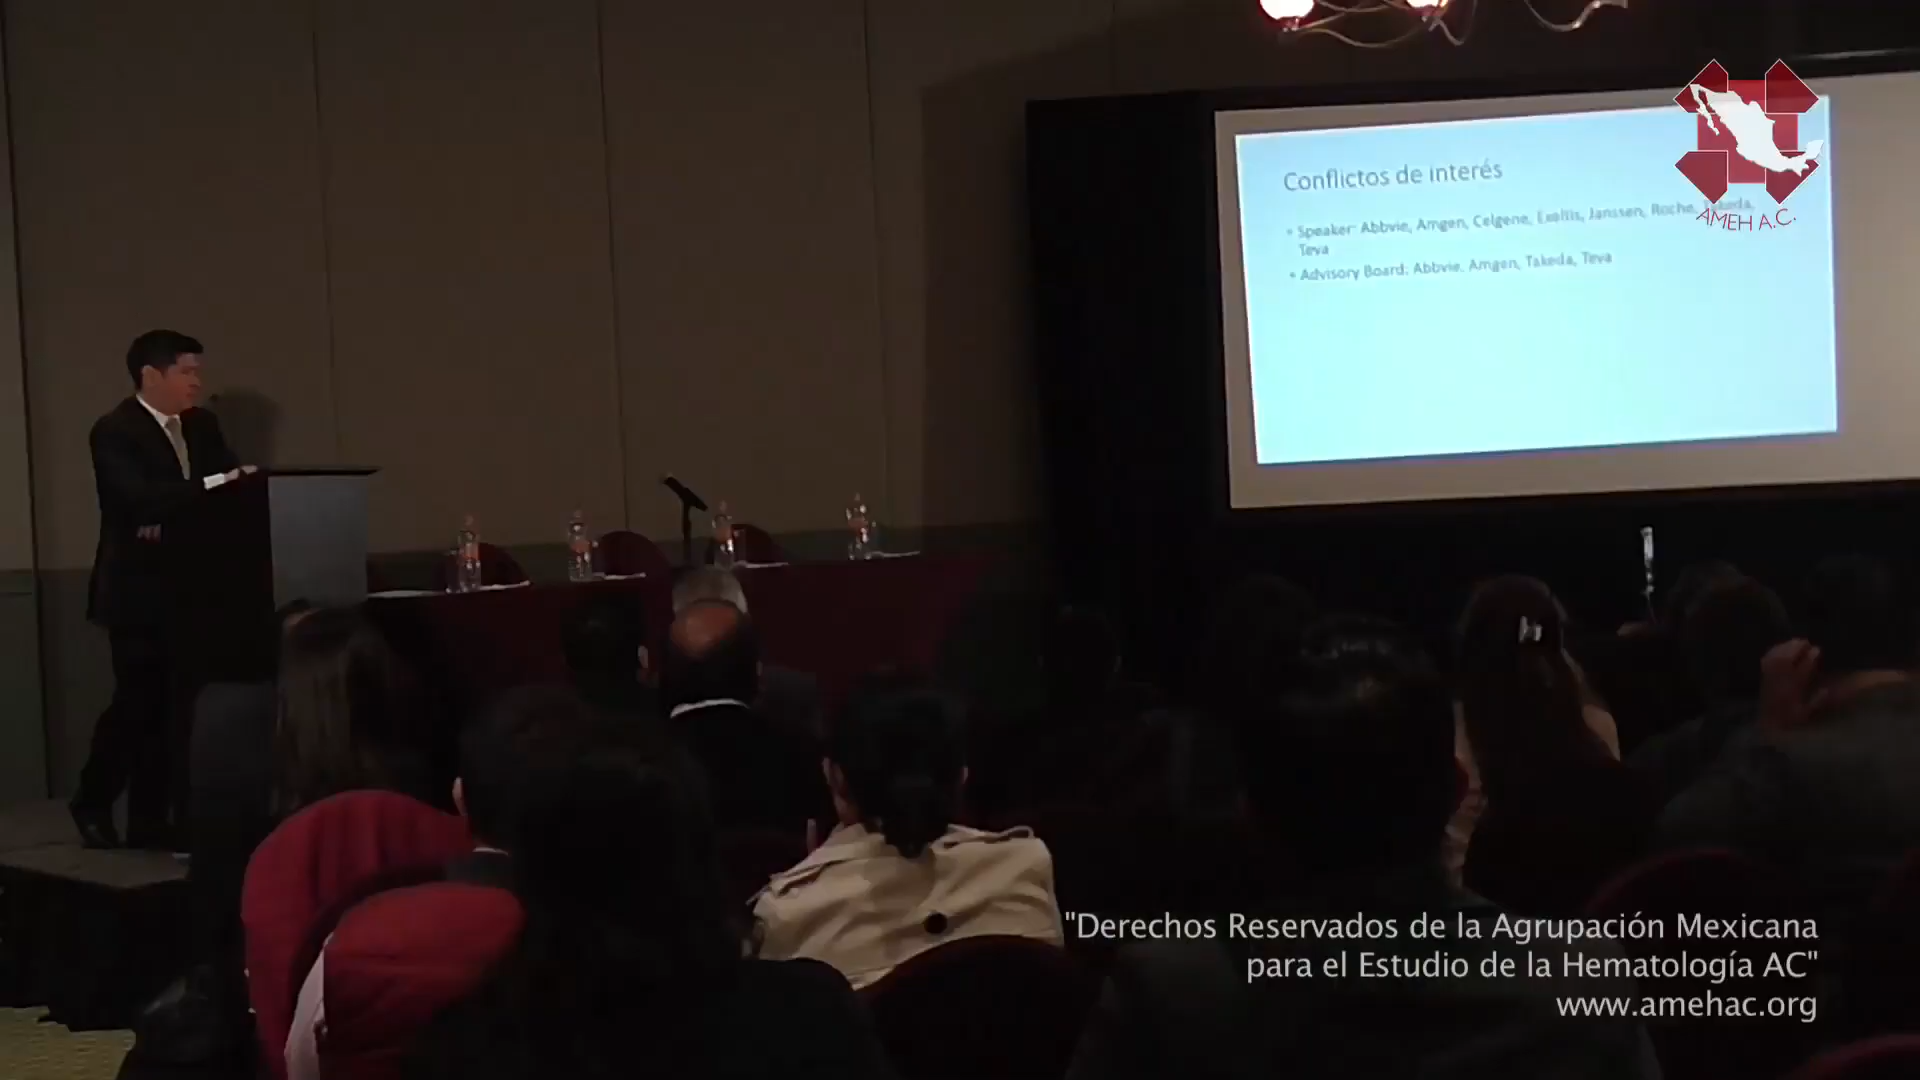 Conflictos de interés
• Speaker: Abbvie, Amgen, Celgene, Exeltis, Janssen, Roche, Takeda,
Teva
• Advisory Board: Abbvie, Amgen, Takeda, Teva
AMEH A.C.
"Derechos Reservados de la Agrupación Mexicana
para el Estudio de la Hematología AC"
www.amehac.org